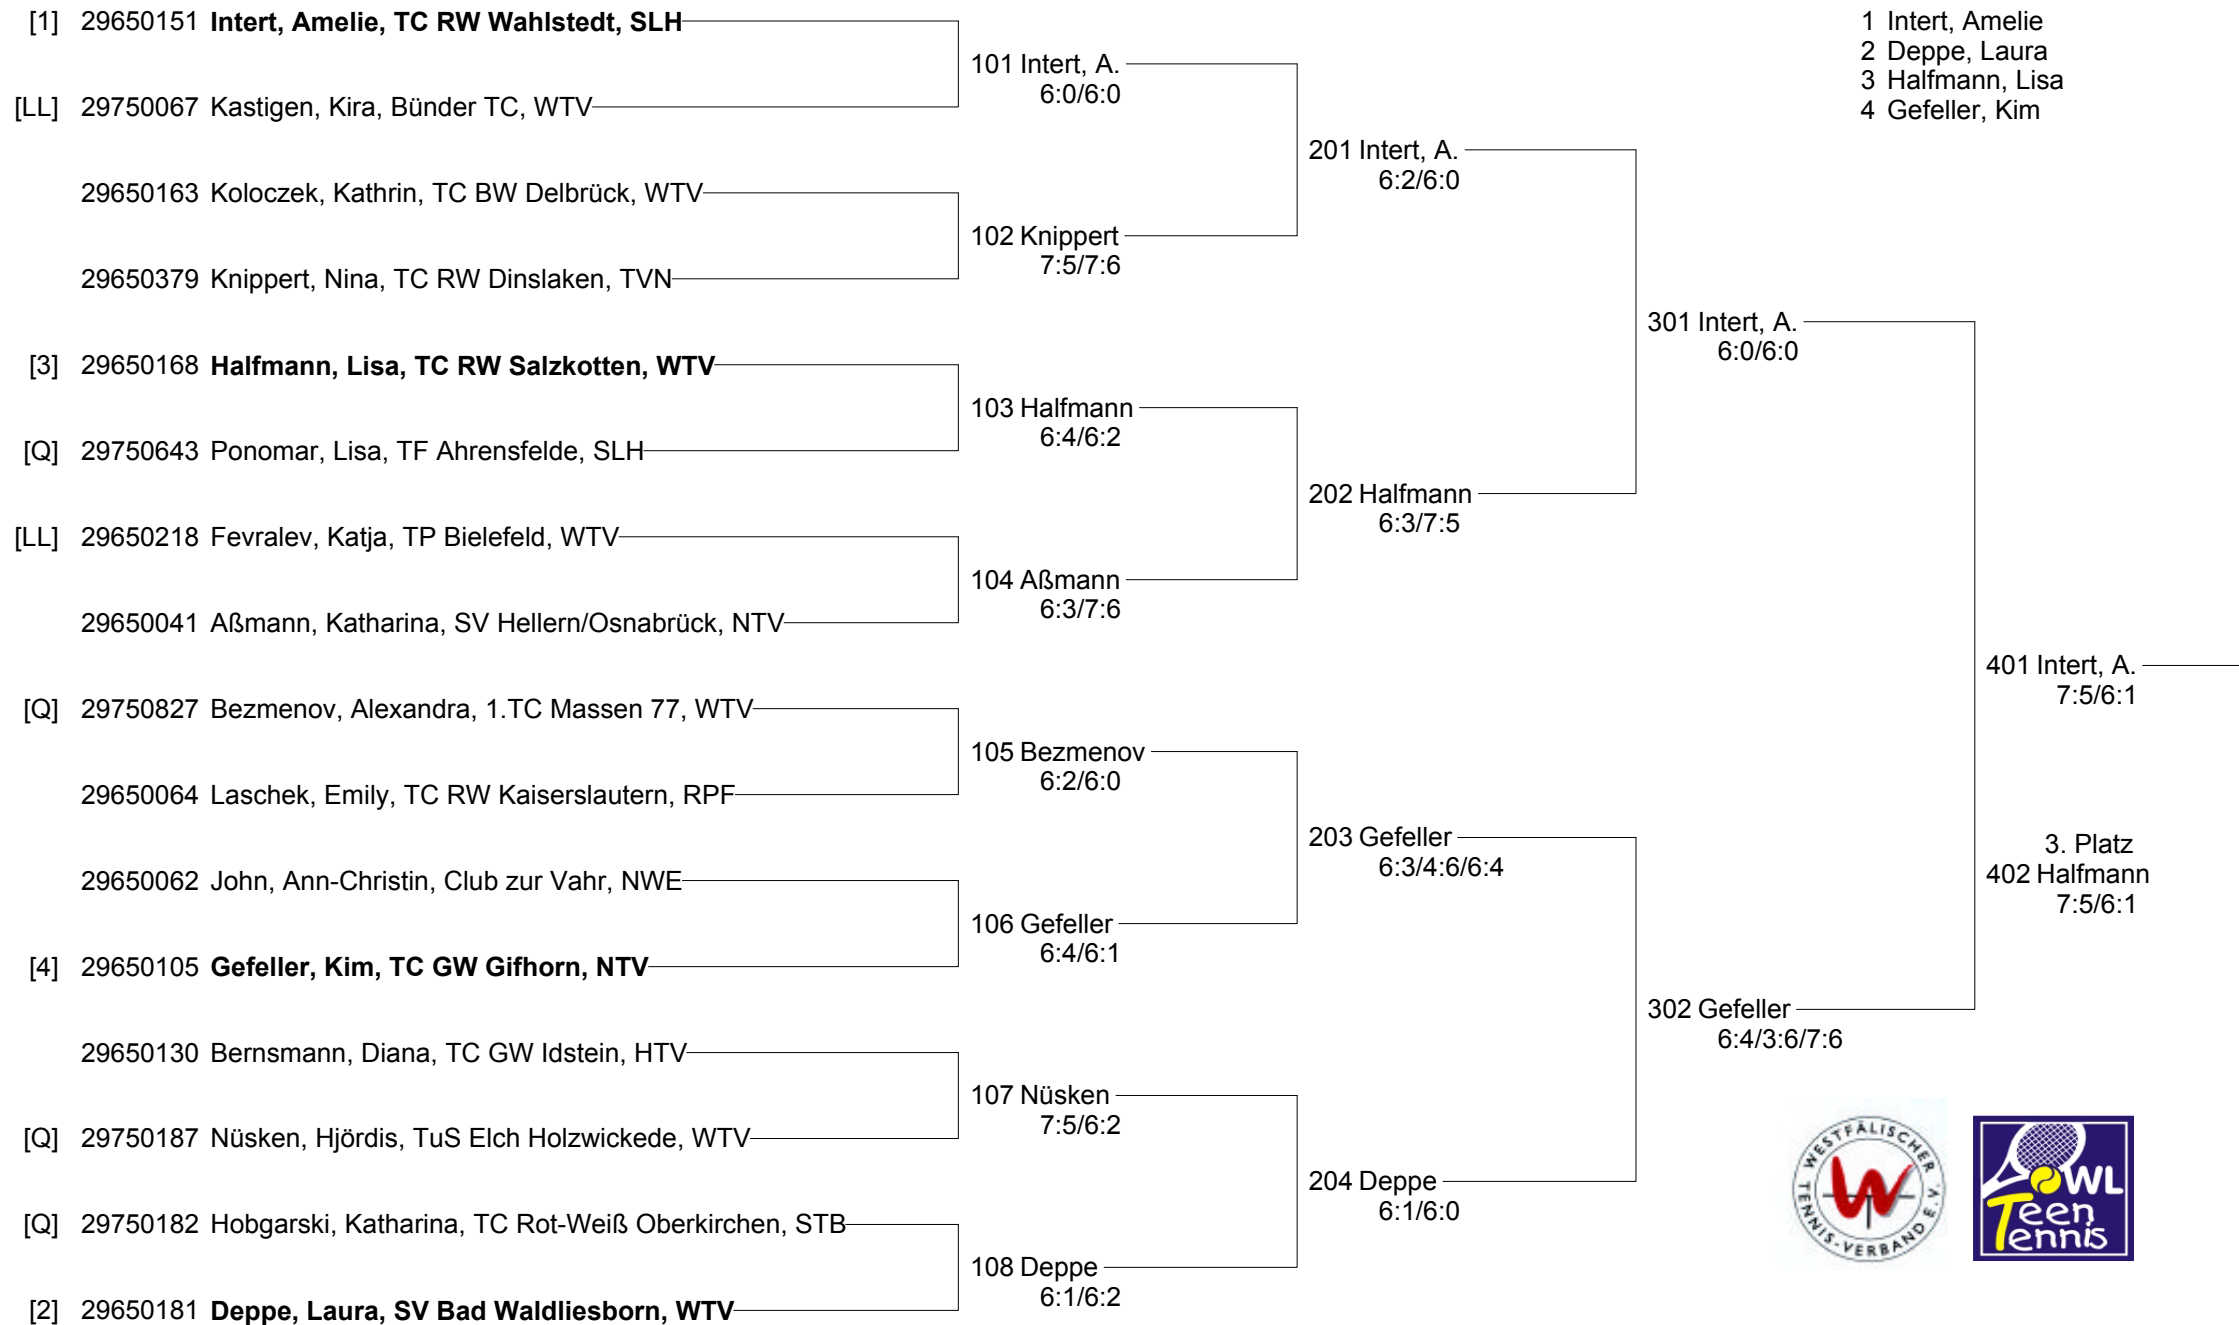 [1] 29650151 Intert, Amelie, TC RW Wahlstedt, SLH
[LL] 29750067 Kastigen, Kira, Bünder TC, WTV
29650163 Koloczek, Kathrin, TC BW Delbrück, WTV
29650379 Knippert, Nina, TC RW Dinslaken, TVN
[3] 29650168 Halfmann, Lisa, TC RW Salzkotten, WTV
[Q] 29750643 Ponomar, Lisa, TF Ahrensfelde, SLH
[LL] 29650218 Fevralev, Katja, TP Bielefeld, WTV
29650041 Aßmann, Katharina, SV Hellern/Osnabrück, NTV
[Q] 29750827 Bezmenov, Alexandra, 1.TC Massen 77, WTV
29650064 Laschek, Emily, TC RW Kaiserslautern, RPF
29650062 John, Ann-Christin, Club zur Vahr, NWE
[4] 29650105 Gefeller, Kim, TC GW Gifhorn, NTV
29650130 Bernsmann, Diana, TC GW Idstein, HTV
[Q] 29750187 Nüsken, Hjördis, TuS Elch Holzwickede, WTV
[Q] 29750182 Hobgarski, Katharina, TC Rot-Weiß Oberkirchen, STB
[2] 29650181 Deppe, Laura, SV Bad Waldliesborn, WTV
101 Intert, A.
6:0/6:0
102 Knippert
7:5/7:6
103 Halfmann
6:4/6:2
104 Aßmann
6:3/7:6
105 Bezmenov
6:2/6:0
106 Gefeller
6:4/6:1
107 Nüsken
7:5/6:2
108 Deppe
6:1/6:2
201 Intert, A.
6:2/6:0
202 Halfmann
6:3/7:5
203 Gefeller
6:3/4:6/6:4
204 Deppe
6:1/6:0
301 Intert, A.
6:0/6:0
302 Gefeller
6:4/3:6/7:6
401 Intert, A.
7:5/6:1
3. Platz
402 Halfmann
7:5/6:1
1 Intert, Amelie
2 Deppe, Laura
3 Halfmann, Lisa
4 Gefeller, Kim
WESTFÄLISCHER
TENNIS-VERBAND E.V.
OWL
Teen
Tennis